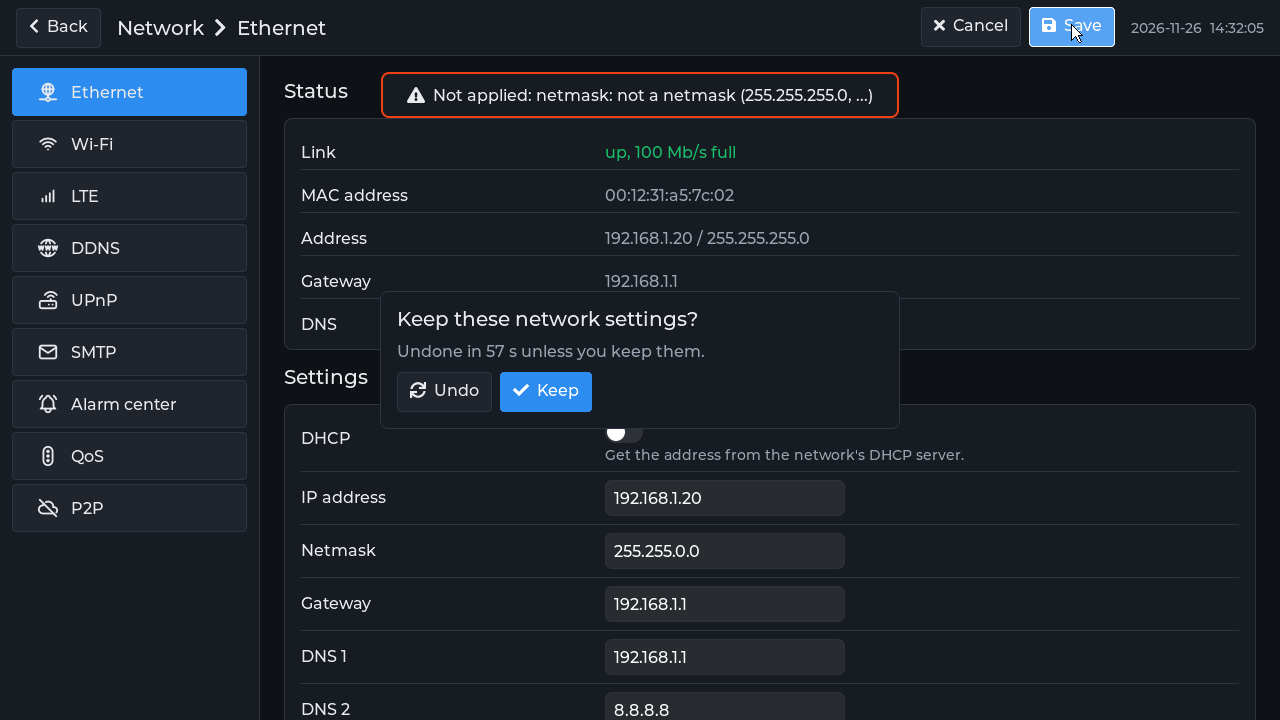 Back
Network > Ethernet
Cancel
Save
2026-11-26 14:32:05
Ethernet
Wi-Fi
LTE
DDNS
UPnP
SMTP
Alarm center
QoS
P2P
Status
Not applied: netmask: not a netmask (255.255.255.0, ...)
Link up, 100 Mb/s full
MAC address 00:12:31:a5:7c:02
Address 192.168.1.20 / 255.255.255.0
Gateway 192.168.1.1
DNS
Keep these network settings?
Undone in 57 s unless you keep them.
Undo
Keep
Settings
DHCP
Get the address from the network's DHCP server.
IP address 192.168.1.20
Netmask 255.255.0.0
Gateway 192.168.1.1
DNS 1 192.168.1.1
DNS 2 8.8.8.8